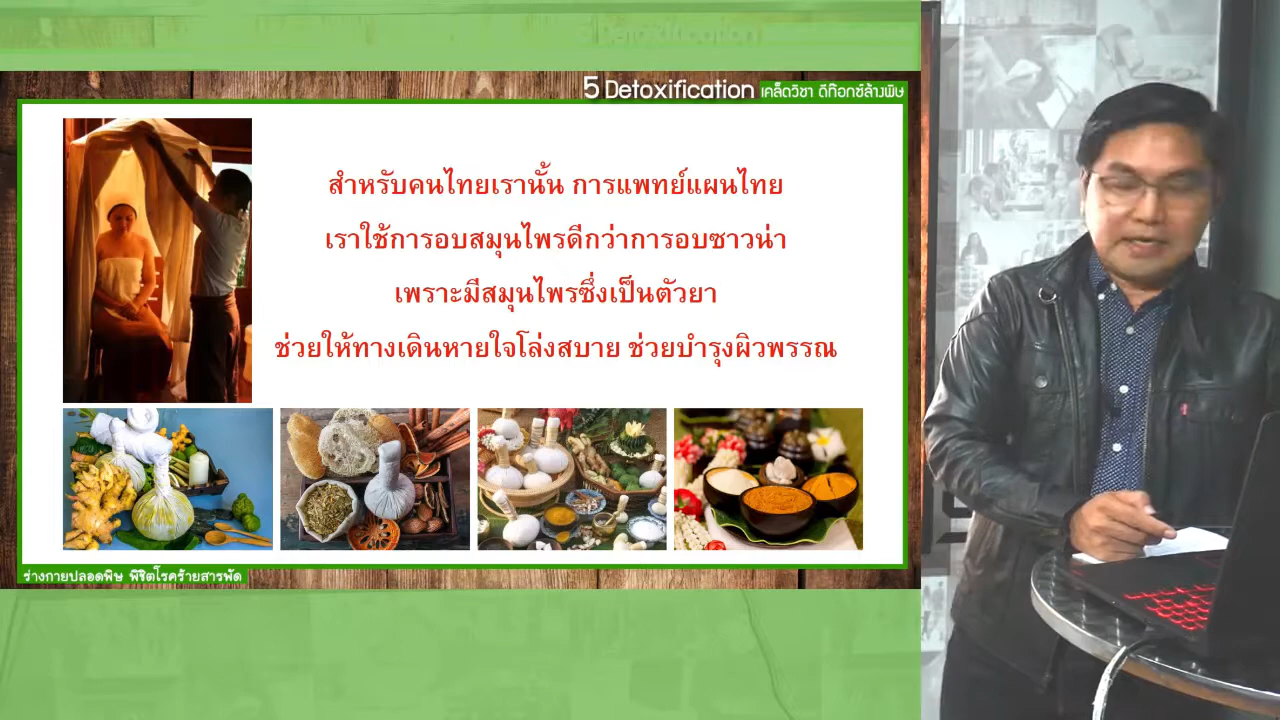 5 Detoxification เคล็ดวิชา ดีท๊อกซ์ล้างพิษ
สำหรับคนไทยเรานั้น การแพทย์แผนไทย
เราใช้การอบสมุนไพรดีกว่าการอบซาวน่า
เพราะมีสมุนไพรซึ่งเป็นตัวยา
ช่วยให้ทางเดินหายใจโล่งสบาย ช่วยบำรุงผิวพรรณ
ร่างกายปลอดพิษ พิชิตโรคร้ายสารพัด